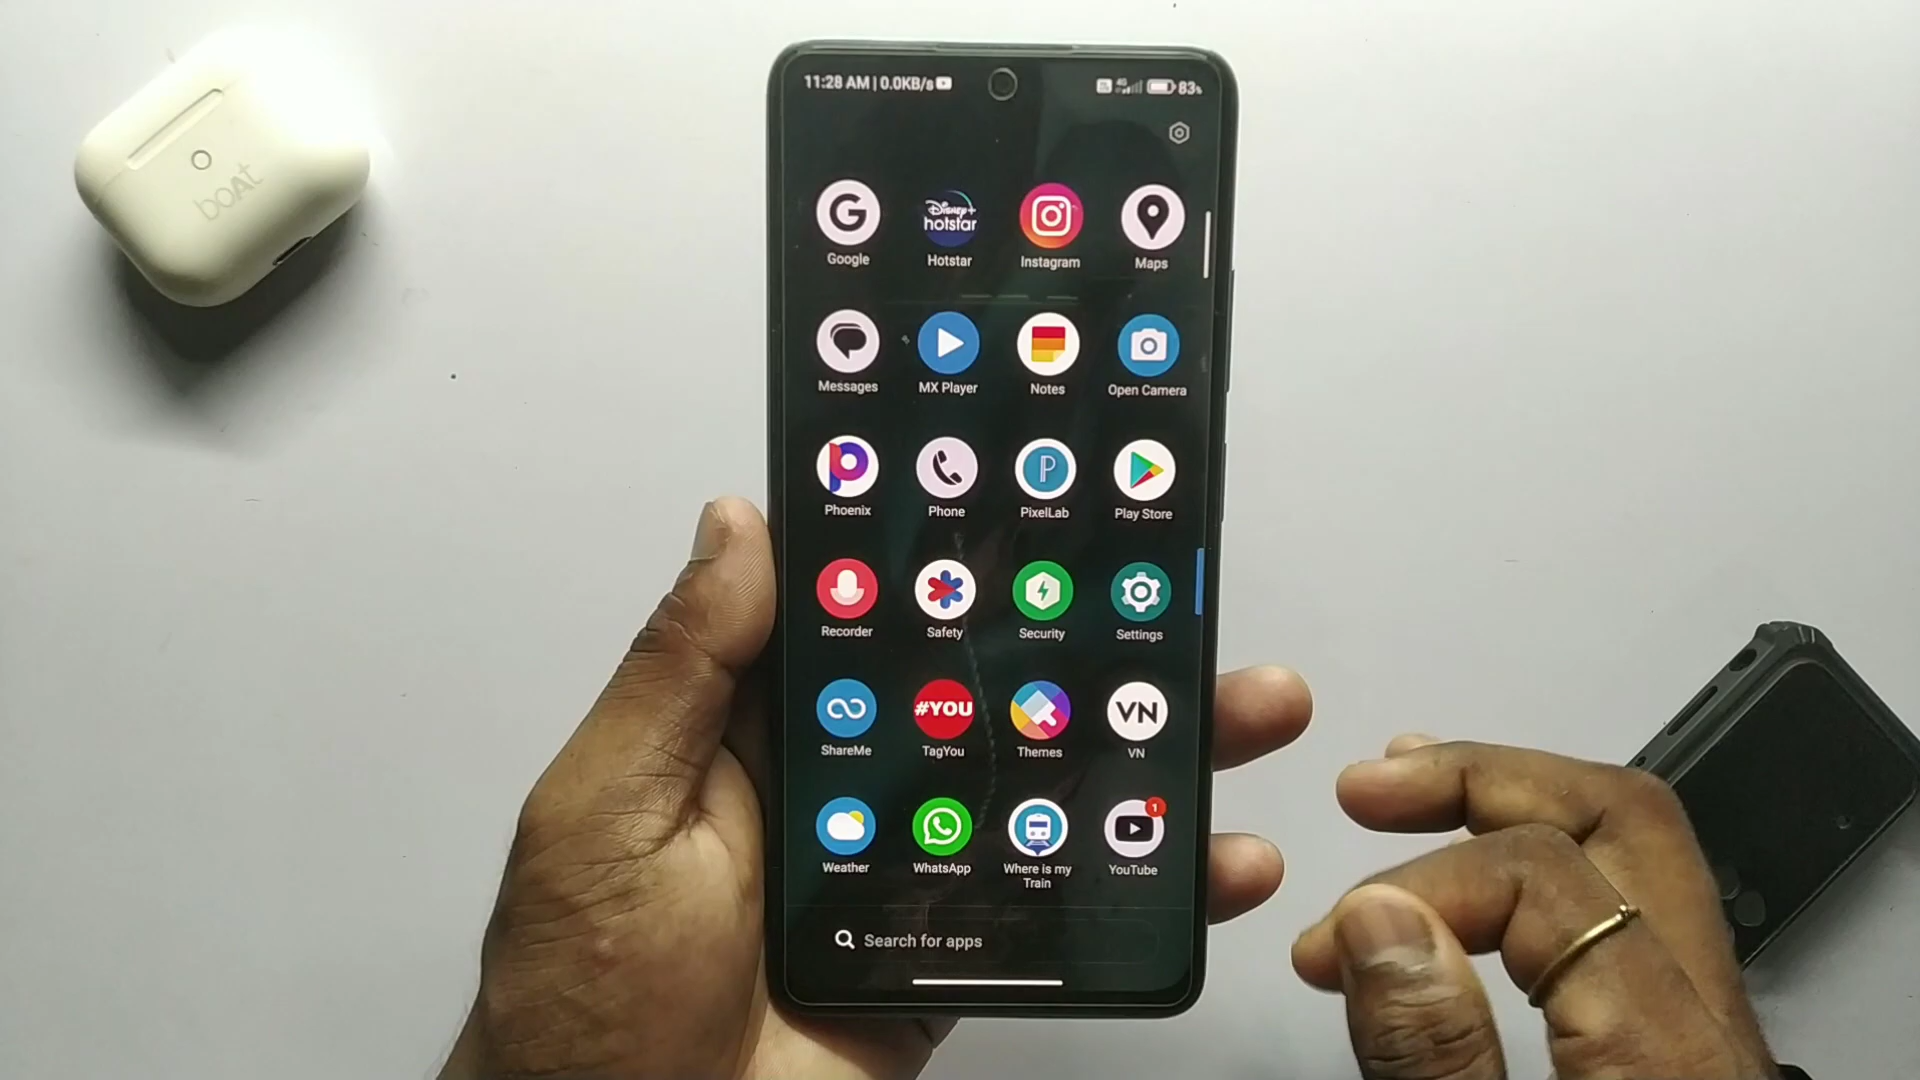 boAt
11:28 AM | 0.0KB/s
4G
83%
G
Disney+
hotstar
Google
Hotstar
Instagram
Maps
Messages
MX Player
Notes
Open Camera
P
Phoenix
Phone
PixelLab
Play Store
Recorder
Safety
Security
Settings
#YOU
VN
ShareMe
TagYou
Themes
VN
1
Weather
WhatsApp
Where is my
Train
YouTube
Search for apps